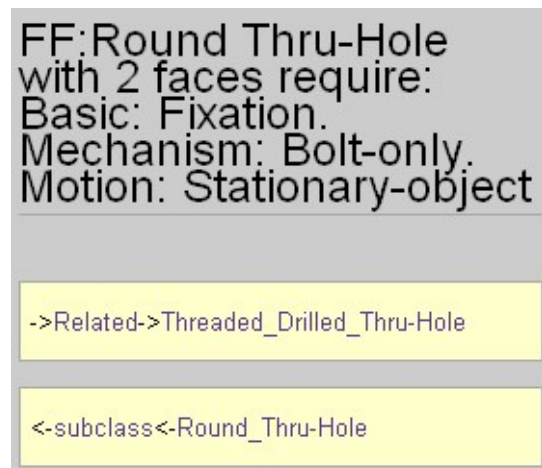 FF:Round Thru-Hole
with 2 faces require:
Basic: Fixation.
Mechanism: Bolt-only.
Motion: Stationary-object
->Related->Threaded_Drilled_Thru-Hole
<-subclass<-Round_Thru-Hole